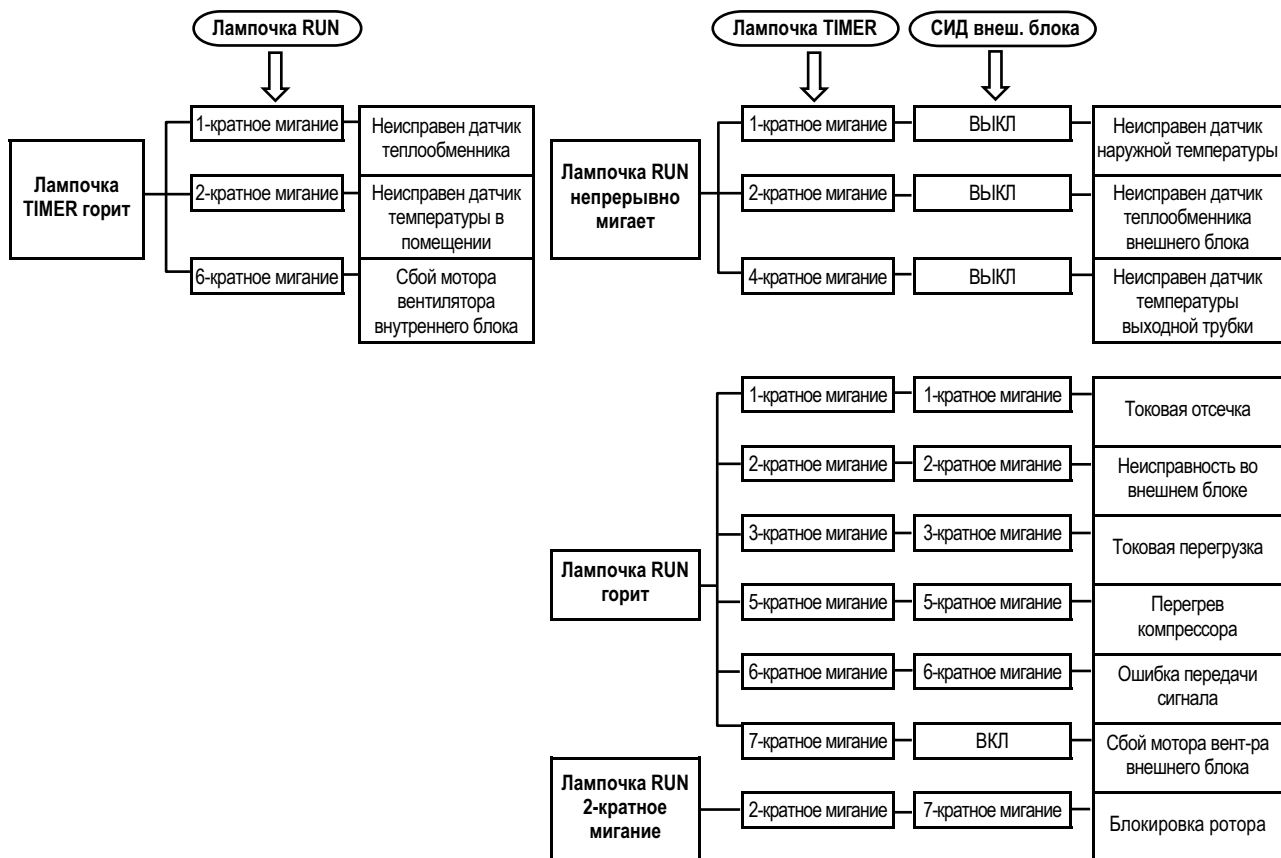 Лампочка RUN
1-кратное мигание
Неисправен датчик
теплообменника
Лампочка
TIMER горит
2-кратное мигание
Неисправен датчик
температуры в
помещении
6-кратное мигание
Сбой мотора
вентилятора
внутреннего блока
Лампочка TIMER
СИД внеш. блока
1-кратное мигание
ВЫКЛ
Неисправен датчик
наружной температуры
Лампочка RUN
непрерывно
мигает
2-кратное мигание
ВЫКЛ
Неисправен датчик
теплообменника
внешнего блока
4-кратное мигание
ВЫКЛ
Неисправен датчик
температуры
выходной трубки
1-кратное мигание
1-кратное мигание
Токовая отсечка
2-кратное мигание
2-кратное мигание
Неисправность во
внешнем блоке
3-кратное мигание
3-кратное мигание
Токовая перегрузка
Лампочка RUN
горит
5-кратное мигание
5-кратное мигание
Перегрев
компрессора
6-кратное мигание
6-кратное мигание
Ошибка передачи
сигнала
7-кратное мигание
ВКЛ
Сбой мотора вент-ра
внешнего блока
Лампочка RUN
2-кратное
мигание
2-кратное мигание
7-кратное мигание
Блокировка ротора